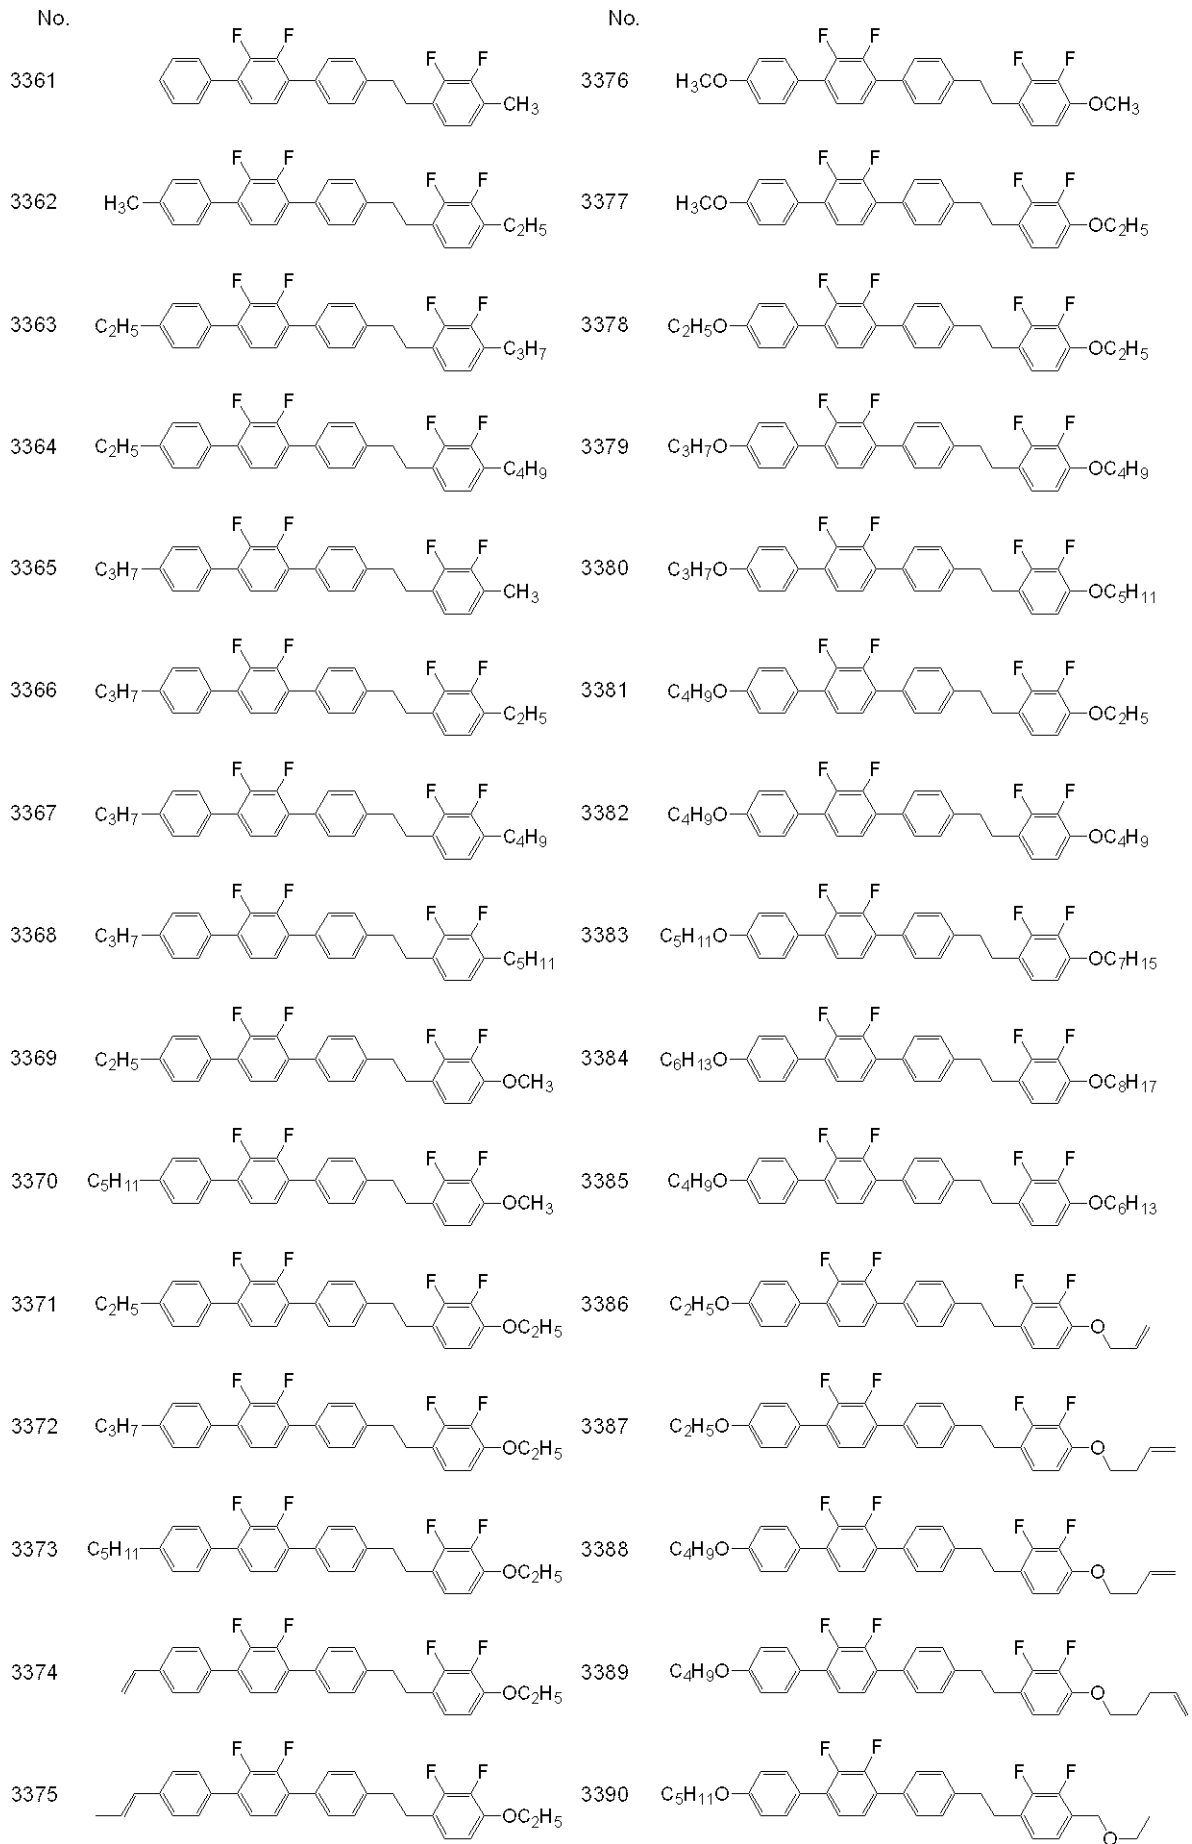 No.
F F
3361 F F
CH3
F F
3362 H3C F F
C2H5
F F
3363 C2H5 F F
C3H7
F F
3364 C2H5 F F
C4H9
F F
3365 C3H7 F F
CH3
F F
3366 C3H7 F F
C2H5
F F
3367 C3H7 F F
C4H9
F F
3368 C3H7 F F
C5H11
F F
3369 C2H5 F F
OCH3
F F
3370 C5H11 F F
OCH3
F F
3371 C2H5 F F
OC2H5
F F
3372 C3H7 F F
OC2H5
F F
3373 C5H11 F F
OC2H5
F F
3374 F F
OC2H5
F F
3375 F F
OC2H5
No.
F F
3376 H3CO F F
OCH3
F F
3377 H3CO F F
OC2H5
F F
3378 C2H5O F F
OC2H5
F F
3379 C3H7O F F
OC4H9
F F
3380 C3H7O F F
OC5H11
F F
3381 C4H9O F F
OC2H5
F F
3382 C4H9O F F
OC4H9
F F
3383 C5H11O F F
OC7H15
F F
3384 C6H13O F F
OC8H17
F F
3385 C4H9O F F
OC6H13
F F
3386 C2H5O F F
O
F F
3387 C2H5O F F
O
F F
3388 C4H9O F F
O
F F
3389 C4H9O F F
O
F F
3390 C5H11O F F
O